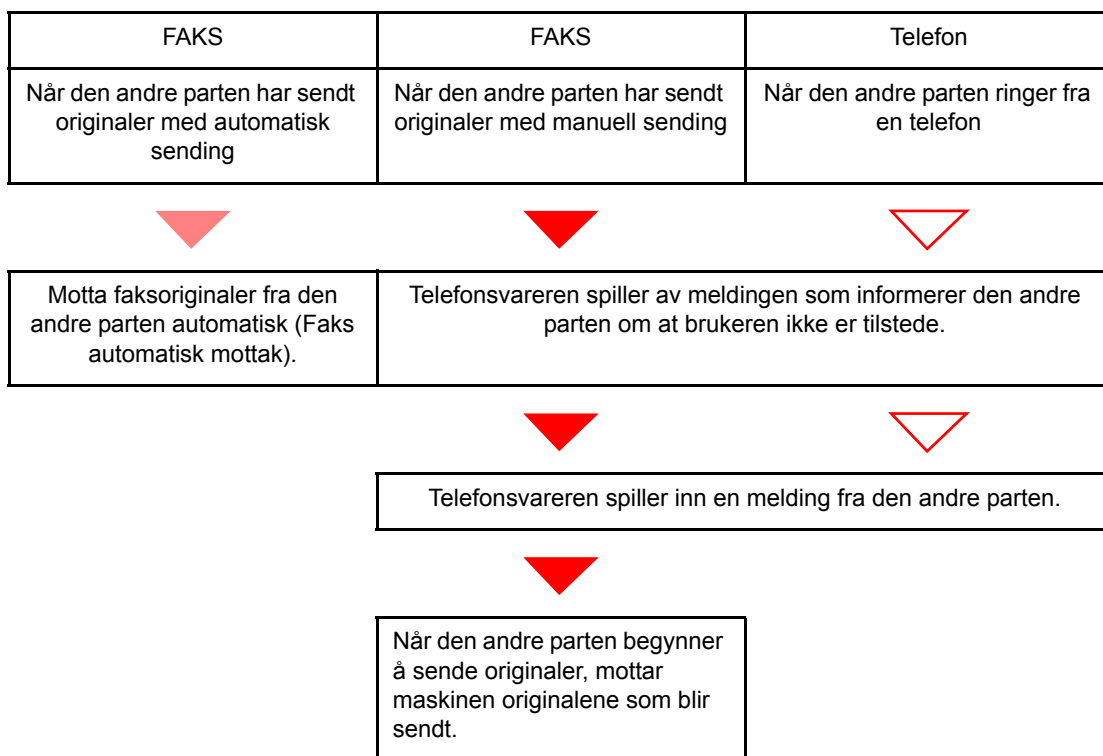 FAKS
FAKS
Telefon
Når den andre parten har sendt
originaler med automatisk
sending
Når den andre parten har sendt
originaler med manuell sending
Når den andre parten ringer fra
en telefon
Motta faksoriginaler fra den
andre parten automatisk (Faks
automatisk mottak).
Telefonsvareren spiller av meldingen som informerer den andre
parten om at brukeren ikke er tilstede.
Telefonsvareren spiller inn en melding fra den andre parten.
Når den andre parten begynner
å sende originaler, mottar
maskinen originalene som blir
sendt.